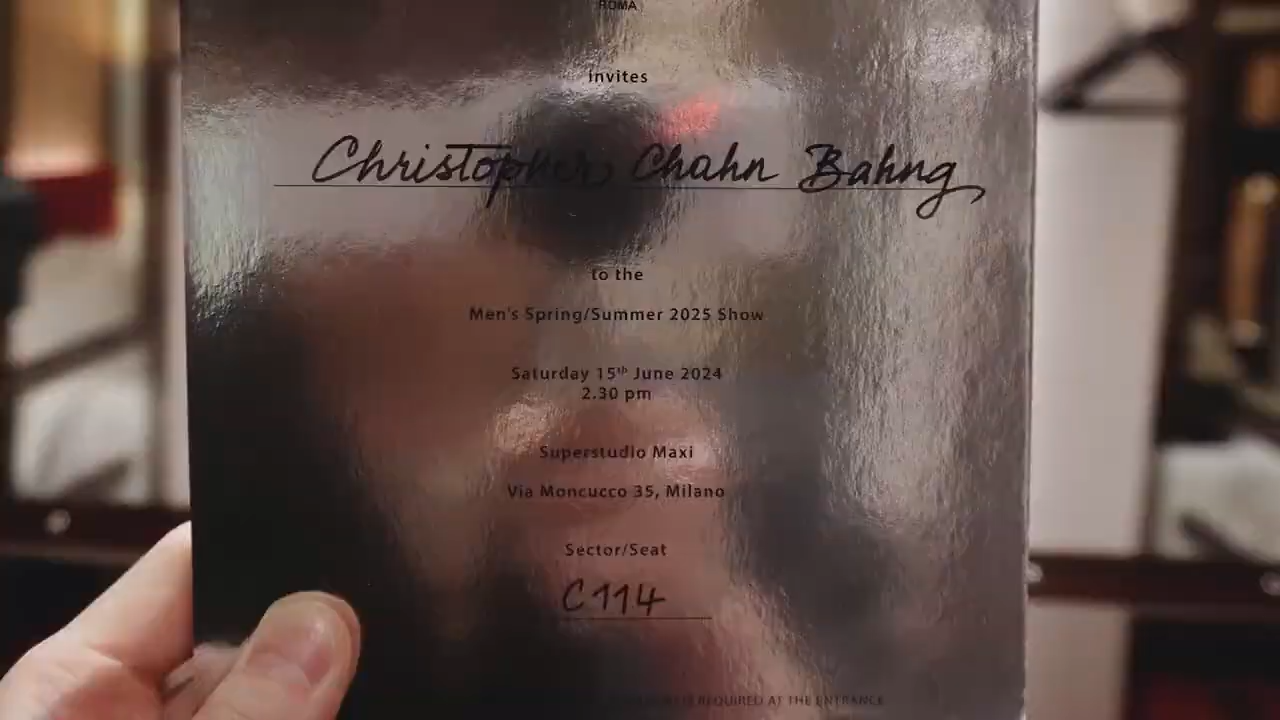 ROMA
invites
Christopher Chahn Bahng
to the
Men's Spring/Summer 2025 Show
Saturday 15th June 2024
2.30 pm
Superstudio Maxi
Via Moncucco 35, Milano
Sector/Seat
C114
REQUIRED AT THE ENTRANCE